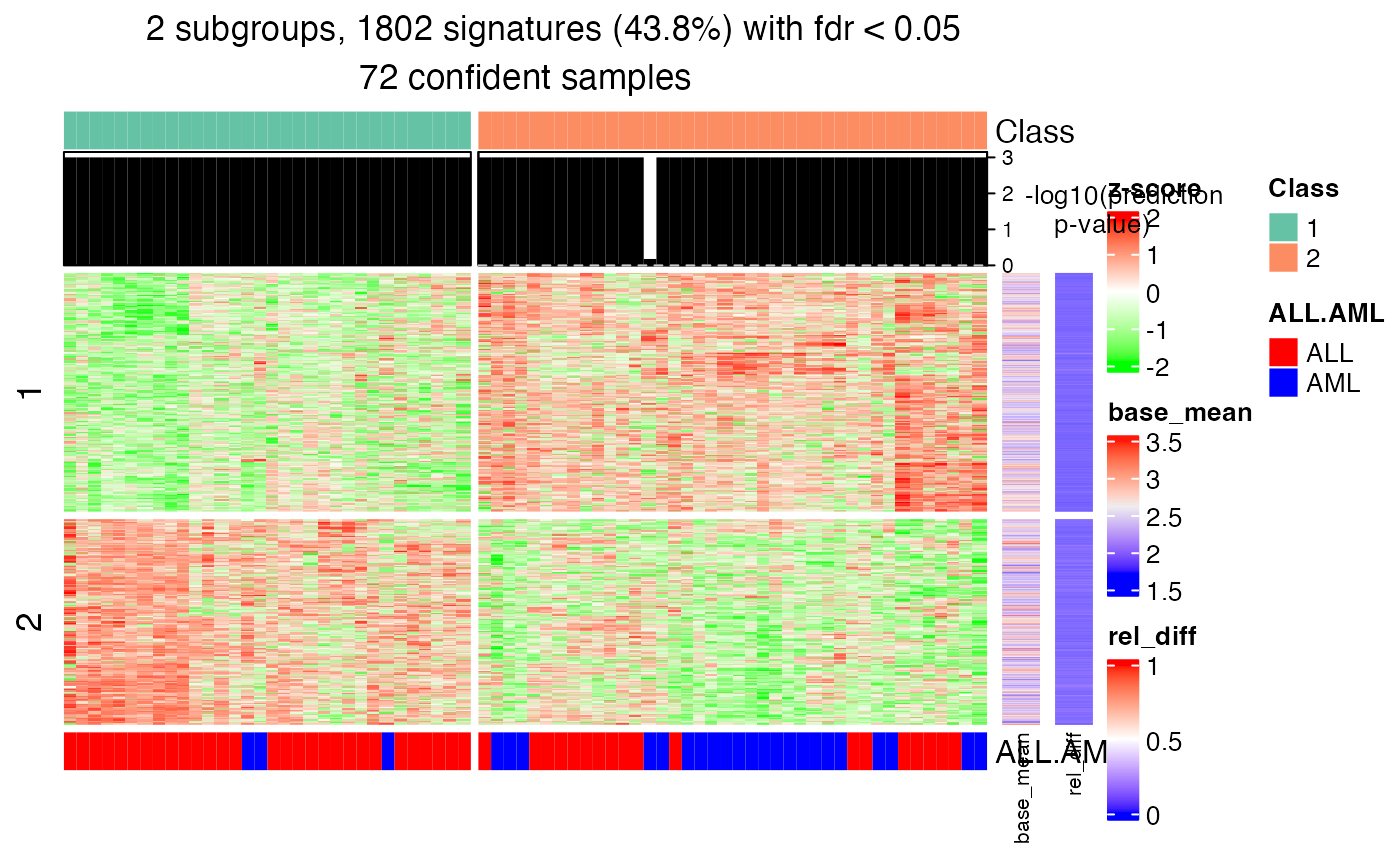 2 subgroups, 1802 signatures (43.8%) with fdr < 0.05
72 confident samples
Class
3
2
1
0
-log10(prediction
p-value)
1
2
ALL.AML
base_mean
rel_diff
z-score
2
1
0
-1
-2
base_mean
3.5
3
2.5
2
1.5
rel_diff
1
0.5
0
Class
1
2
ALL.AML
ALL
AML